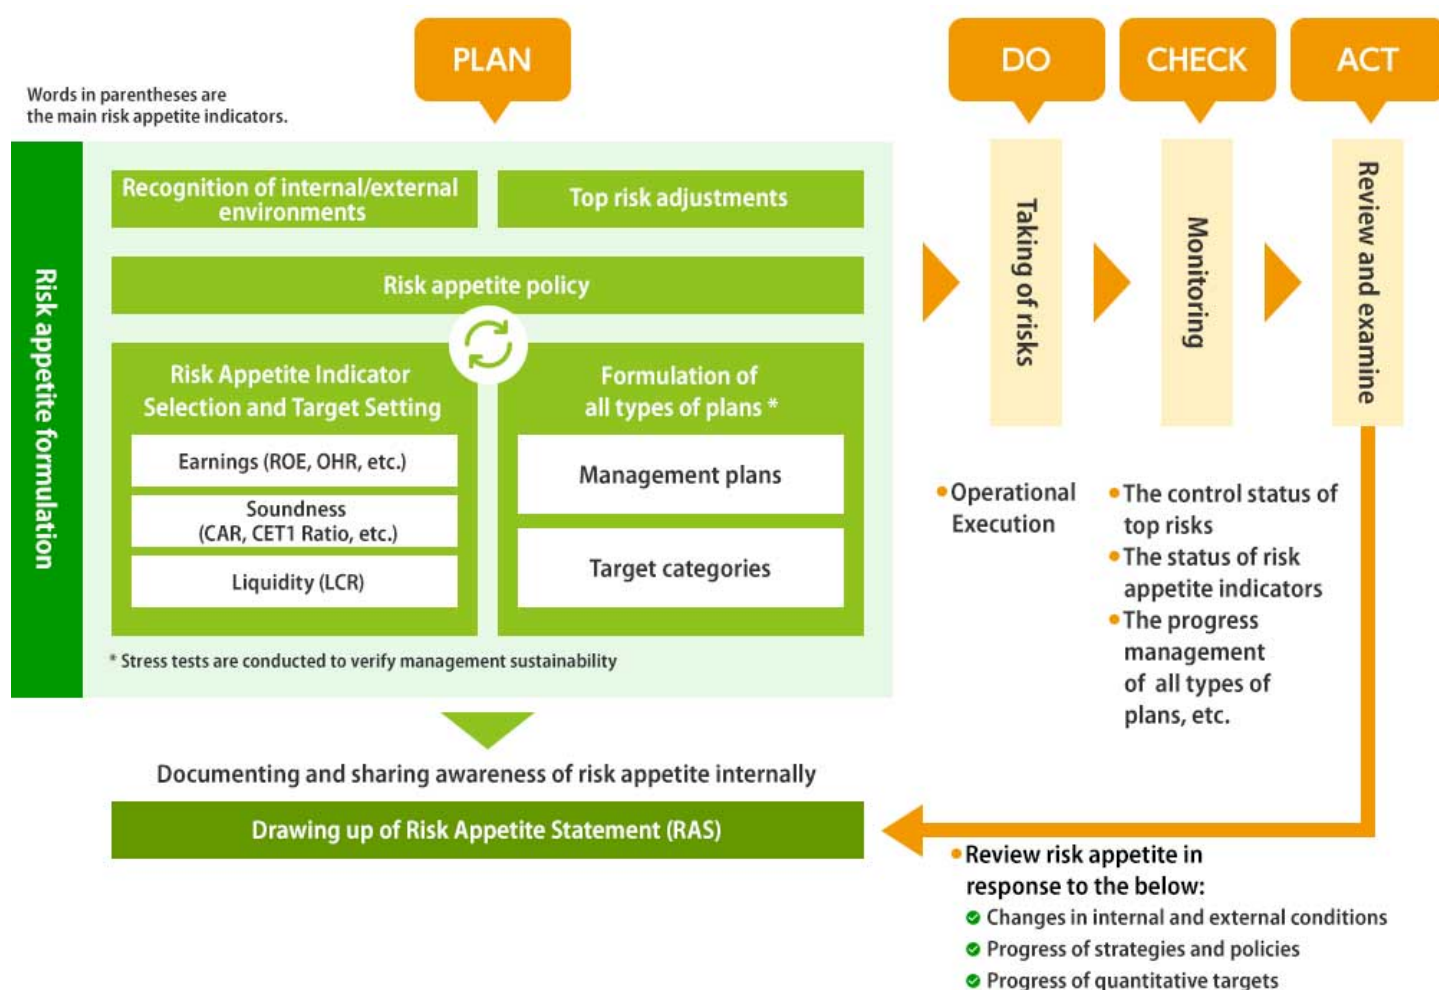 PLAN
DO
CHECK
ACT
Words in parentheses are
the main risk appetite indicators.
Risk appetite formulation
Recognition of internal/external
environments
Top risk adjustments
Risk appetite policy
Risk Appetite Indicator
Selection and Target Setting
Earnings (ROE, OHR, etc.)
Soundness
(CAR, CET1 Ratio, etc.)
Liquidity (LCR)
Formulation of
all types of plans *
Management plans
Target categories
* Stress tests are conducted to verify management sustainability
Documenting and sharing awareness of risk appetite internally
Drawing up of Risk Appetite Statement (RAS)
Taking of risks
• Operational
Execution
Monitoring
• The control status of
top risks
• The status of risk
appetite indicators
• The progress
management
of all types of
plans, etc.
Review and examine
• Review risk appetite in
response to the below:
Changes in internal and external conditions
Progress of strategies and policies
Progress of quantitative targets